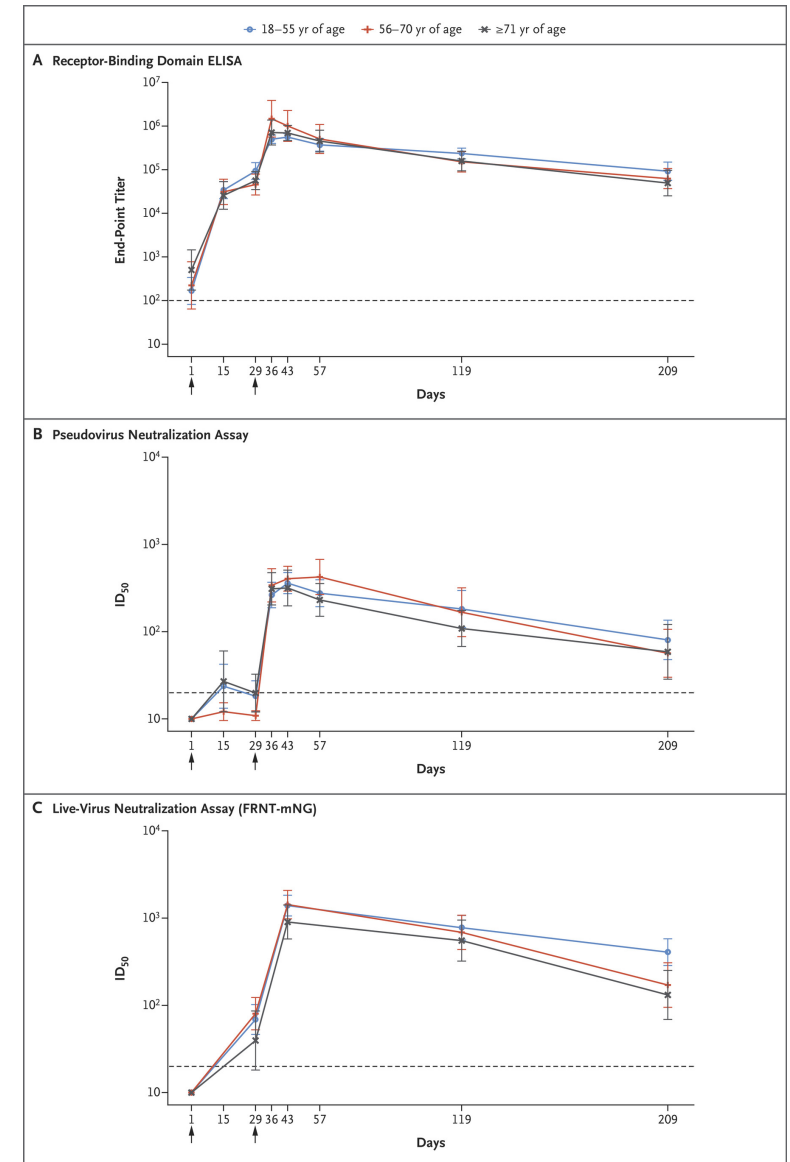 18–55 yr of age 56–70 yr of age ≥71 yr of age
A Receptor-Binding Domain ELISA
10⁷
10⁶
10⁵
10⁴
10³
10²
10
End-Point Titer
1 15 29 36 43 57 119 209
Days
B Pseudovirus Neutralization Assay
10⁴
10³
10²
10
ID₅₀
1 15 29 36 43 57 119 209
Days
C Live-Virus Neutralization Assay (FRNT-mNG)
10⁴
10³
10²
10
ID₅₀
1 15 29 36 43 57 119 209
Days